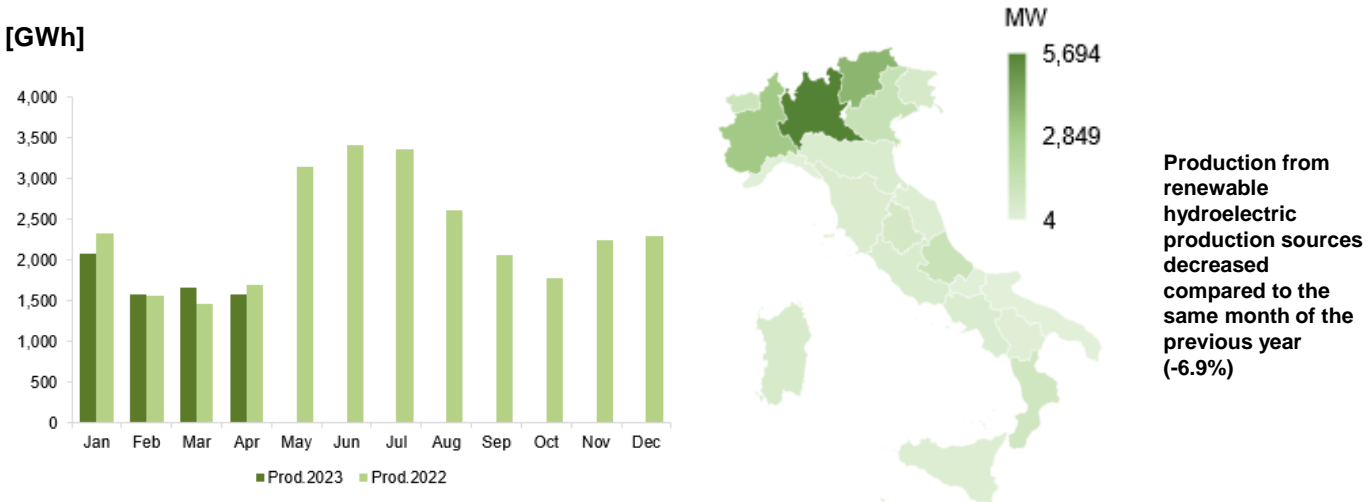 [GWh]
4,000
3,500
3,000
2,500
2,000
1,500
1,000
500
0
Jan Feb Mar Apr May Jun Jul Aug Sep Oct Nov Dec
Prod.2023 Prod.2022
MW
5,694
2,849
4
Production from
renewable
hydroelectric
production sources
decreased
compared to the
same month of the
previous year
(-6.9%)